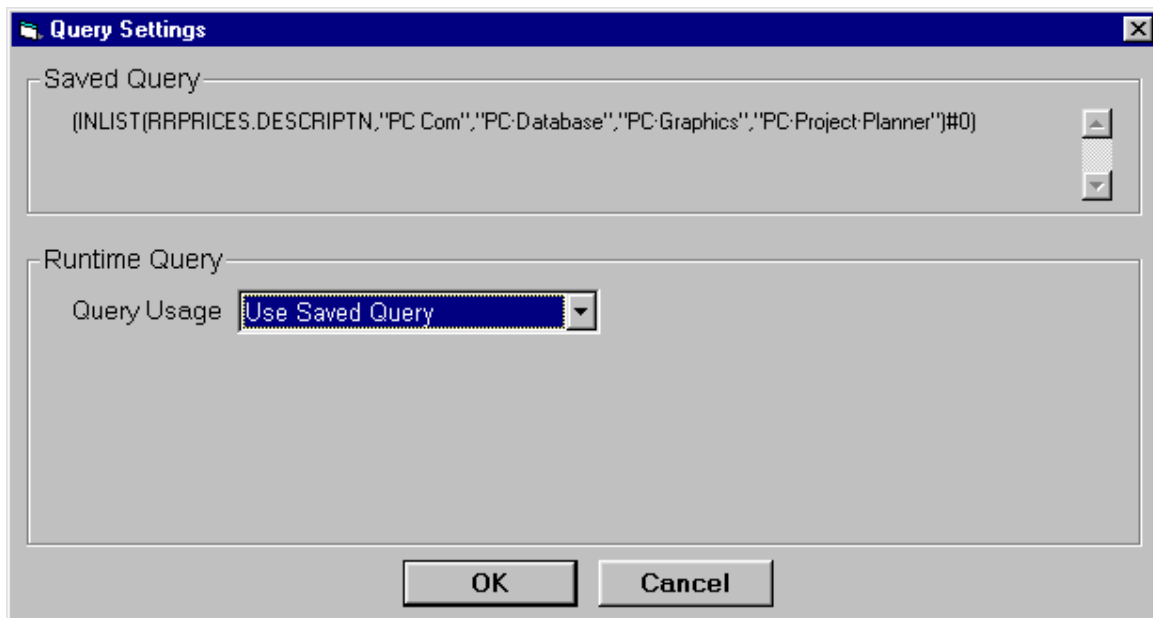 Query Settings
Saved Query
(INLIST(RRPRICES.DESCRIPTN,"PC Com","PC·Database","PC·Graphics","PC·Project·Planner")#0)
Runtime Query
Query Usage Use Saved Query
OK Cancel